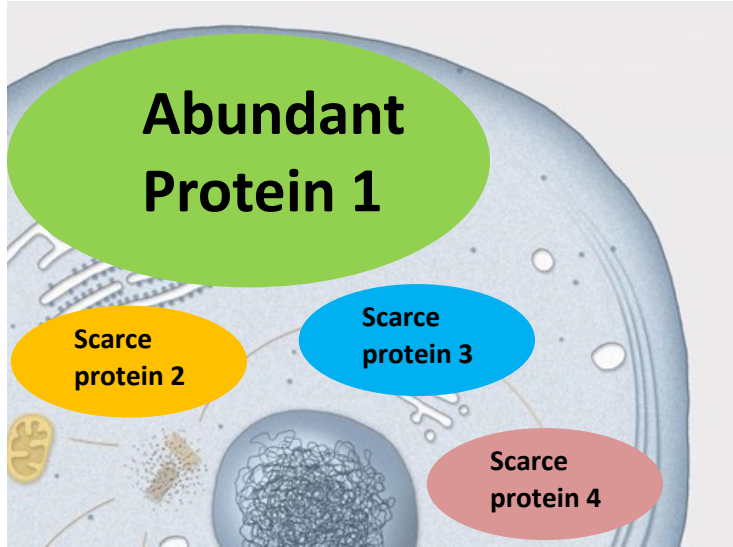 Abundant
Protein 1
Scarce
protein 2
Scarce
protein 3
Scarce
protein 4